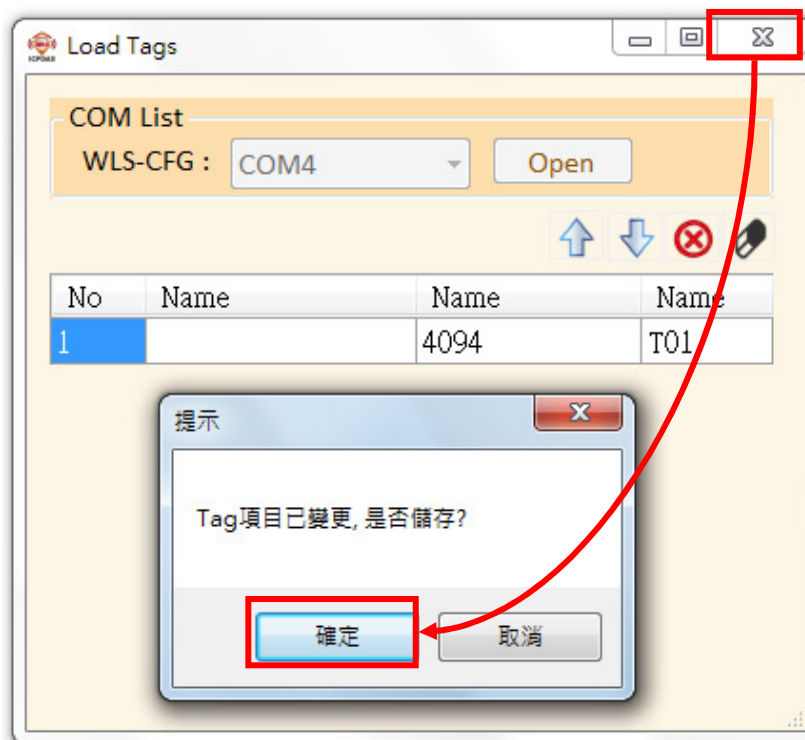 Load Tags
COM List
WLS-CFG : COM4 Open
No Name Name Name
1 4094 T01
提示
Tag項目已變更, 是否儲存?
確定 取消